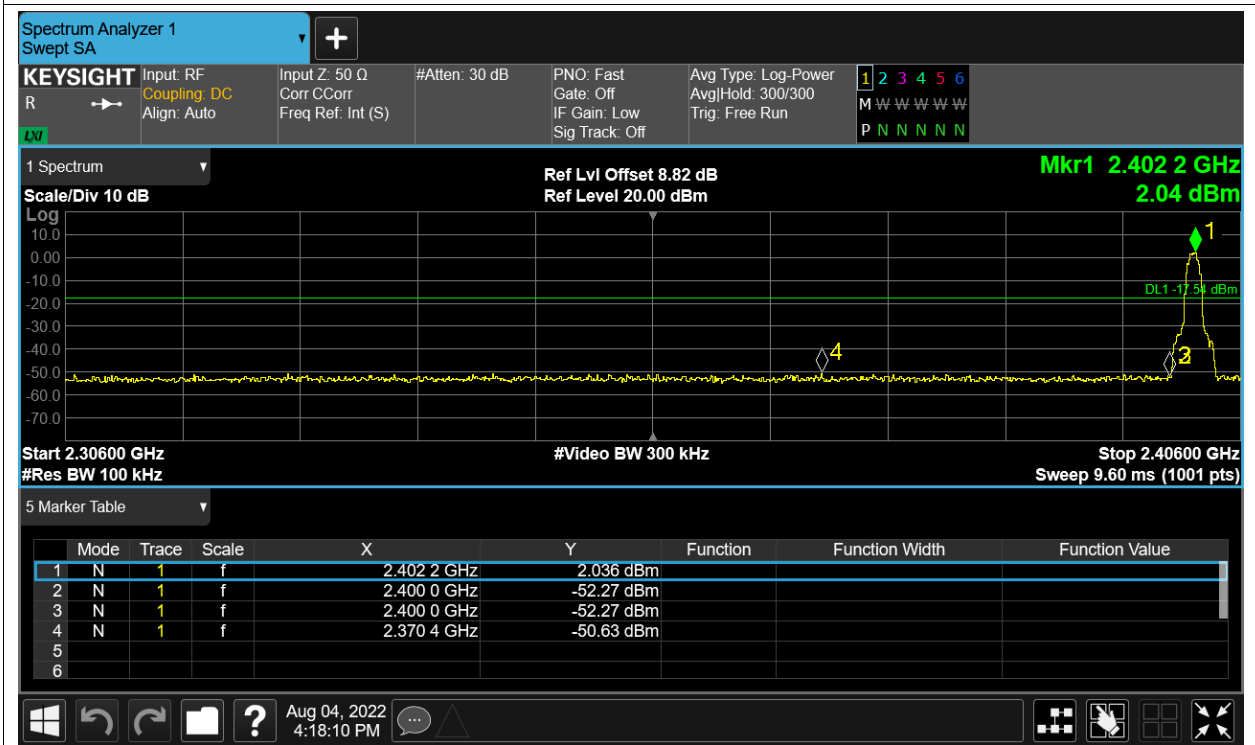 Spectrum Analyzer 1
Swept SA
KEYSIGHT
R
LXI
Input: RF
Coupling: DC
Align: Auto
Input Z: 50 Ω
Corr CCorr
Freq Ref: Int (S)
#Atten: 30 dB
PNO: Fast
Gate: Off
IF Gain: Low
Sig Track: Off
Avg Type: Log-Power
Avg|Hold: 300/300
Trig: Free Run
1 2 3 4 5 6
M W W W W W
P N N N N N
1 Spectrum
Scale/Div 10 dB
Ref Lvl Offset 8.82 dB
Ref Level 20.00 dBm
Mkr1 2.402 2 GHz
2.04 dBm
Log
10.0
0.00
-10.0
-20.0
-30.0
-40.0
-50.0
-60.0
-70.0
1
DL1 -17.54 dBm
4
3
Start 2.30600 GHz
#Res BW 100 kHz
#Video BW 300 kHz
Stop 2.40600 GHz
Sweep 9.60 ms (1001 pts)
5 Marker Table
Mode Trace Scale X Y Function Function Width Function Value
1 N 1 f 2.402 2 GHz 2.036 dBm
2 N 1 f 2.400 0 GHz -52.27 dBm
3 N 1 f 2.400 0 GHz -52.27 dBm
4 N 1 f 2.370 4 GHz -50.63 dBm
5
6
?
Aug 04, 2022
4:18:10 PM